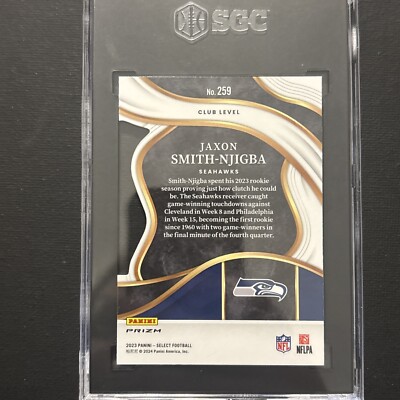 SGC
No. 259
CLUB LEVEL
JAXON
SMITH-NJIGBA
SEAHAWKS
Smith-Njigba spent his 2023 rookie
season proving just how clutch he could
be. The Seahawks receiver caught
game-winning touchdowns against
Cleveland in Week 8 and Philadelphia
in Week 15, becoming the first rookie
since 1960 with two game-winners in
the final minute of the fourth quarter.
PANINI
PRIZM
NFL
NFLPA
2023 PANINI – SELECT FOOTBALL
© 2024 Panini America, Inc.